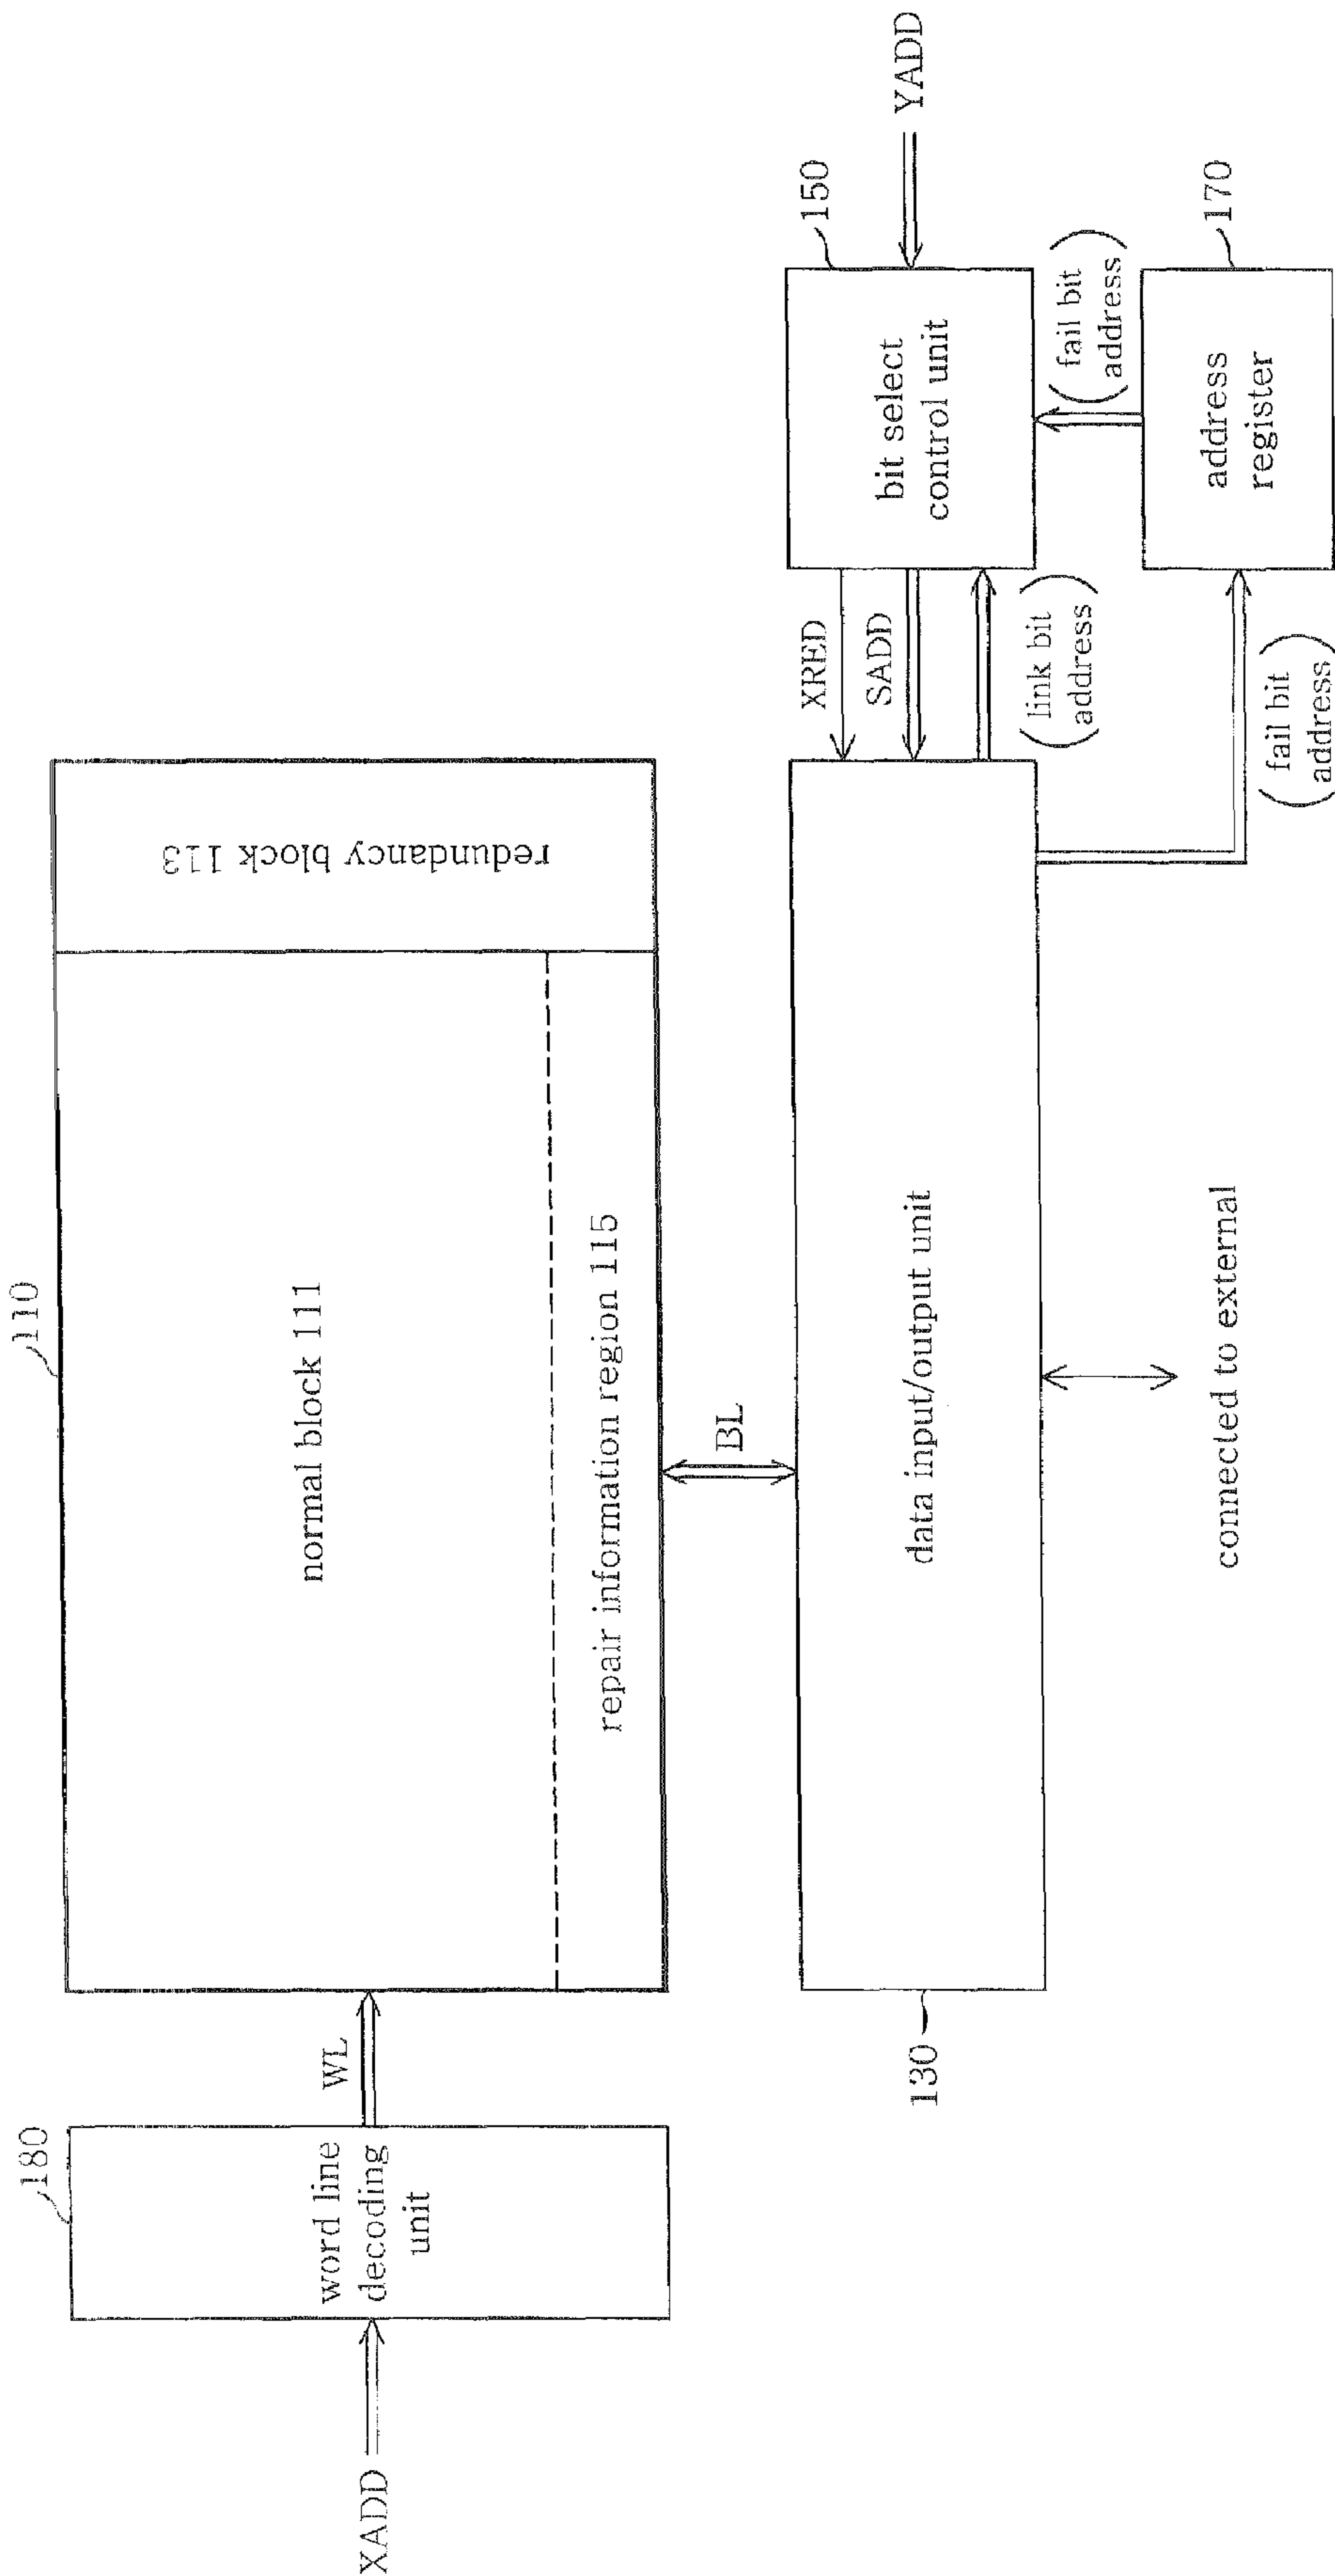 110
normal block 111
redundancy block 113
repair information region 115
180
word line
decoding
unit
XADD
WL
BL
130
data input/output unit
connected to external
XRED
SADD
(link bit
address)
150
bit select
control unit
YADD
(fail bit
address)
170
address
register
(fail bit
address)